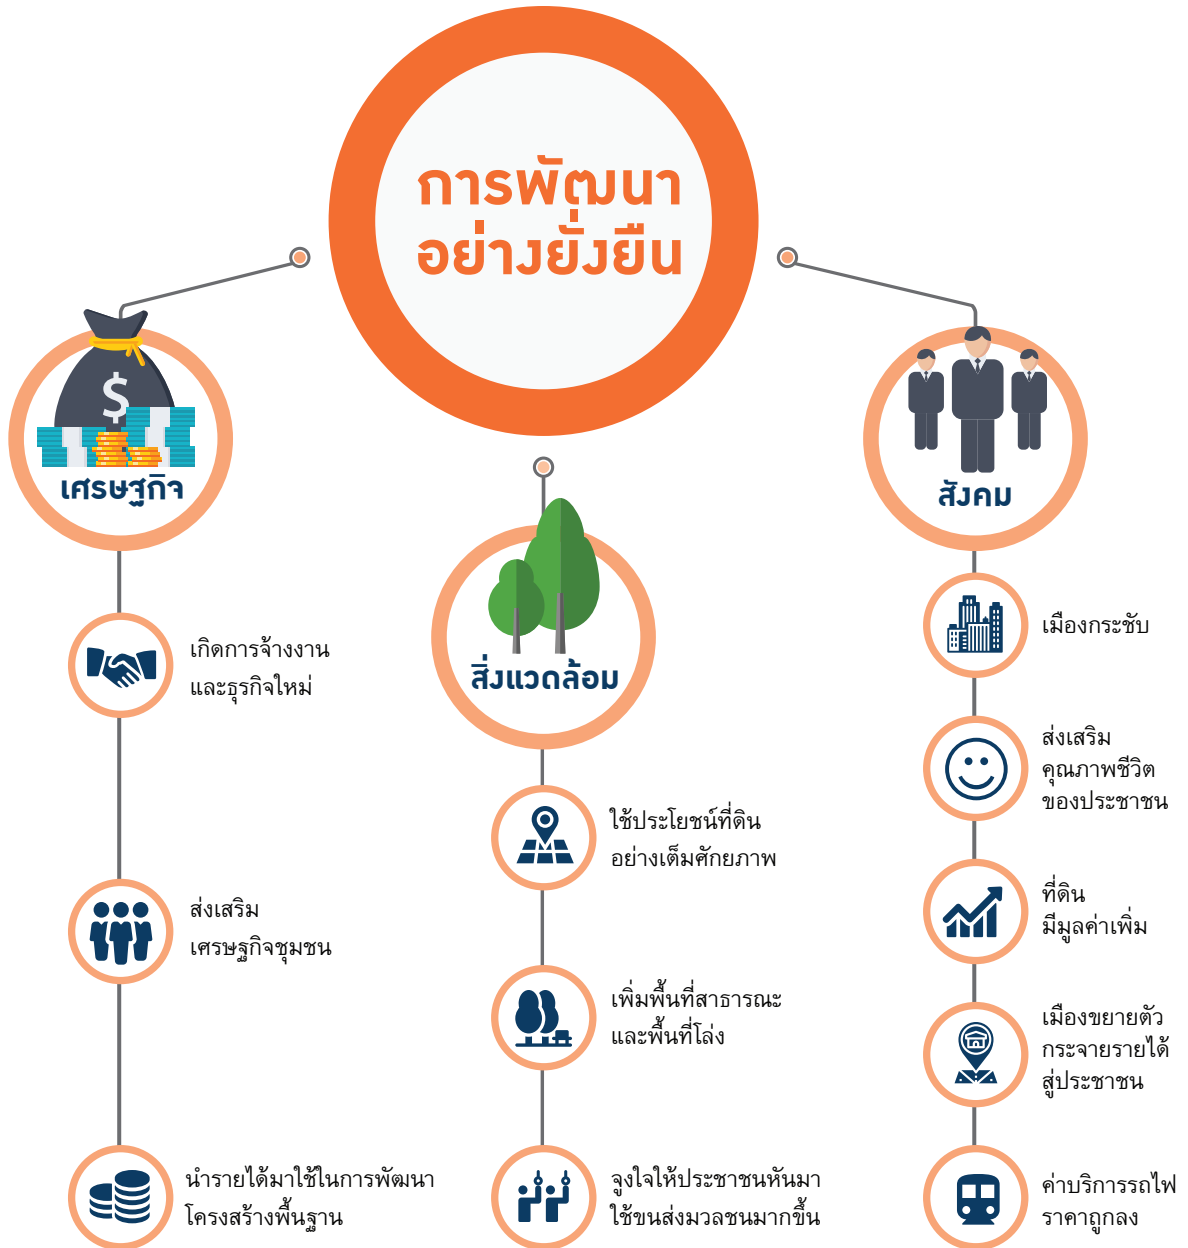 การพัฒนา
อย่างยั่งยืน
$
เศรษฐกิจ
เกิดการจ้างงาน
และธุรกิจใหม่
ส่งเสริม
เศรษฐกิจชุมชน
นำรายได้มาใช้ในการพัฒนา
โครงสร้างพื้นฐาน
สิ่งแวดล้อม
ใช้ประโยชน์ที่ดิน
อย่างเต็มศักยภาพ
เพิ่มพื้นที่สาธารณะ
และพื้นที่โล่ง
จูงใจให้ประชาชนหันมา
ใช้ขนส่งมวลชนมากขึ้น
สังคม
เมืองกระชับ
ส่งเสริม
คุณภาพชีวิต
ของประชาชน
ที่ดิน
มีมูลค่าเพิ่ม
เมืองขยายตัว
กระจายรายได้
สู่ประชาชน
ค่าบริการรถไฟ
ราคาถูกลง